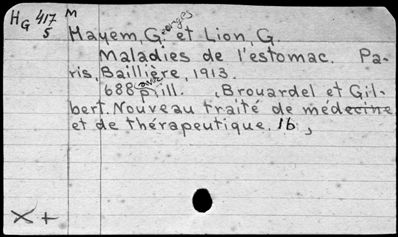 HG 417 M
5
Hayem, Georges et Lion, G.
Maladies de l'estomac. Pa-
ris, Baillière, 1913.
688 p. ill. (Brouardel et Gil-
bert. Nouveau traité de médecine
et de thérapeutique. 16,
X +